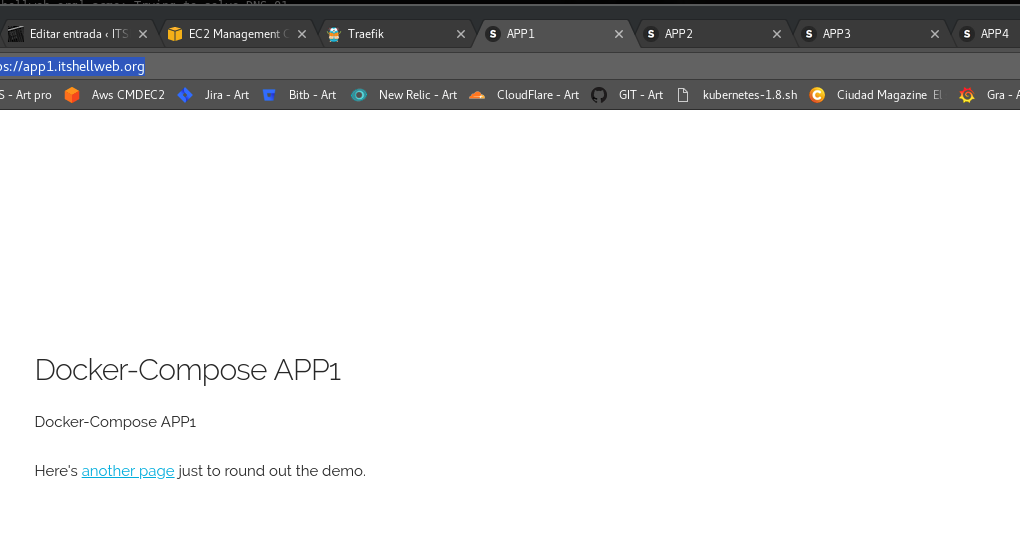 Editar entrada ‹ ITS
EC2 Management
Traefik
APP1
APP2
APP3
APP4
ps://app1.itshellweb.org
S - Art pro
Aws CMDEC2
Jira - Art
Bitb - Art
New Relic - Art
CloudFlare - Art
GIT - Art
kubernetes-1.8.sh
Ciudad Magazine El
Gra - A
Docker-Compose APP1
Docker-Compose APP1
Here's another page just to round out the demo.